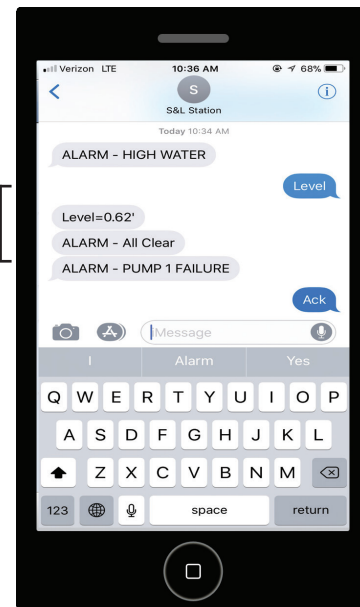 Verizon LTE 10:36 AM 68%
S
S&L Station
Today 10:34 AM
ALARM - HIGH WATER
Level
Level=0.62'
ALARM - All Clear
ALARM - PUMP 1 FAILURE
Ack
iMessage
I Alarm Yes
Q W E R T Y U I O P
A S D F G H J K L
Z X C V B N M
123 space return